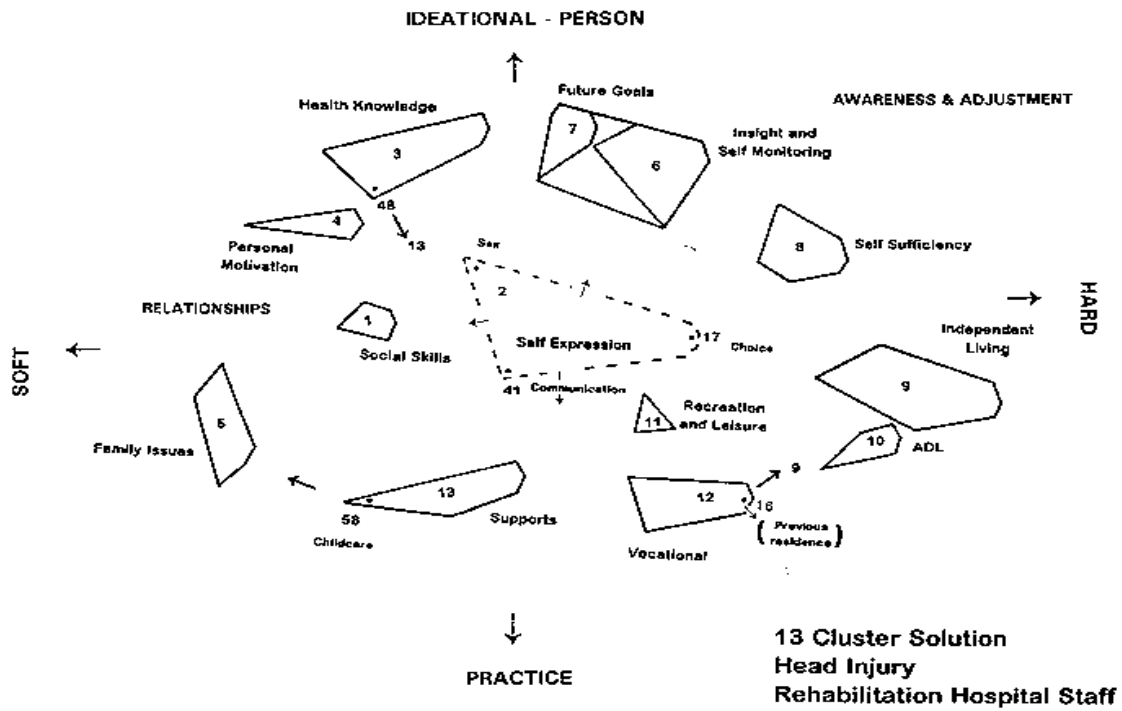 IDEATIONAL - PERSON
Future Goals
AWARENESS & ADJUSTMENT
Health Knowledge
7
Insight and
Self Monitoring
3
6
48
4
13
Sex
Personal
Motivation
8
Self Sufficiency
2
RELATIONSHIPS
HARD
1
17
Independent
Living
Self Expression
Choice
Social Skills
SOFT
41
Communication
9
5
Recreation
and Leisure
11
10
ADL
Family Issues
9
13
12
58
Supports
16
Childcare
(Previous
residence)
Vocational
PRACTICE
13 Cluster Solution
Head Injury
Rehabilitation Hospital Staff